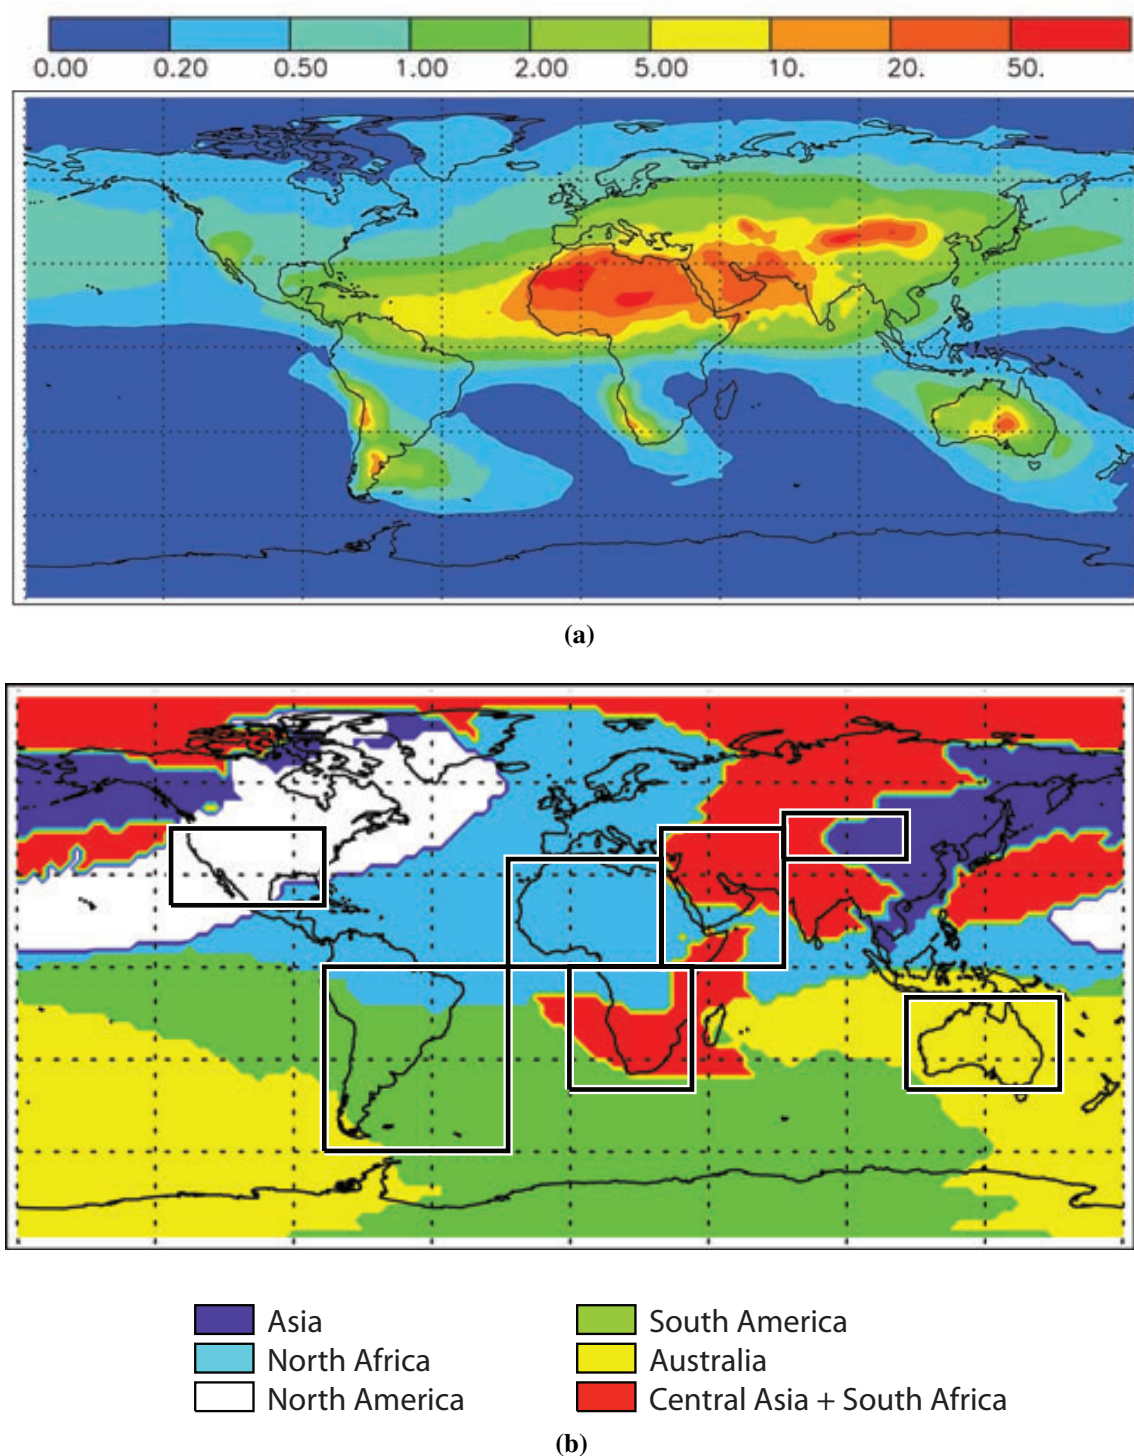 0.00 0.20 0.50 1.00 2.00 5.00 10. 20. 50.
(a)
Asia
North Africa
North America
South America
Australia
Central Asia + South Africa
(b)